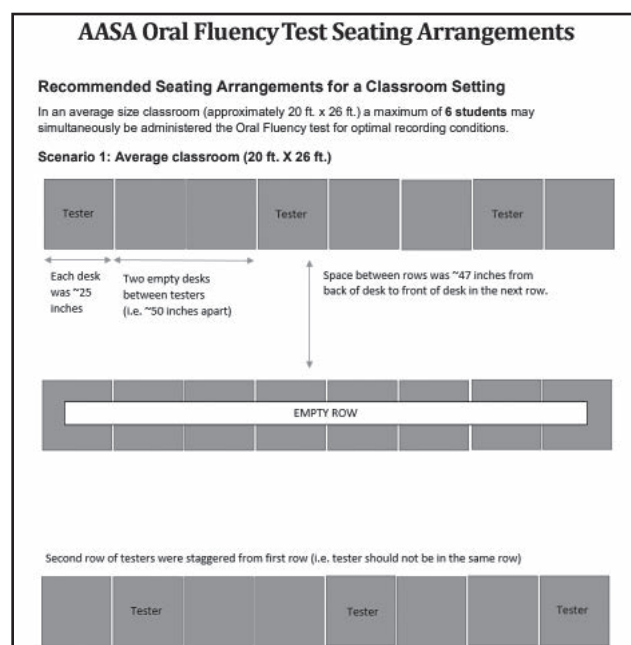 AASA Oral Fluency Test Seating Arrangements
Recommended Seating Arrangements for a Classroom Setting
In an average size classroom (approximately 20 ft. x 26 ft.) a maximum of 6 students may
simultaneously be administered the Oral Fluency test for optimal recording conditions.
Scenario 1: Average classroom (20 ft. X 26 ft.)
Tester Tester Tester
Each desk
was ~25
inches
Two empty desks
between testers
(i.e. ~50 inches apart)
Space between rows was ~47 inches from
back of desk to front of desk in the next row.
EMPTY ROW
Second row of testers were staggered from first row (i.e. tester should not be in the same row)
Tester Tester Tester